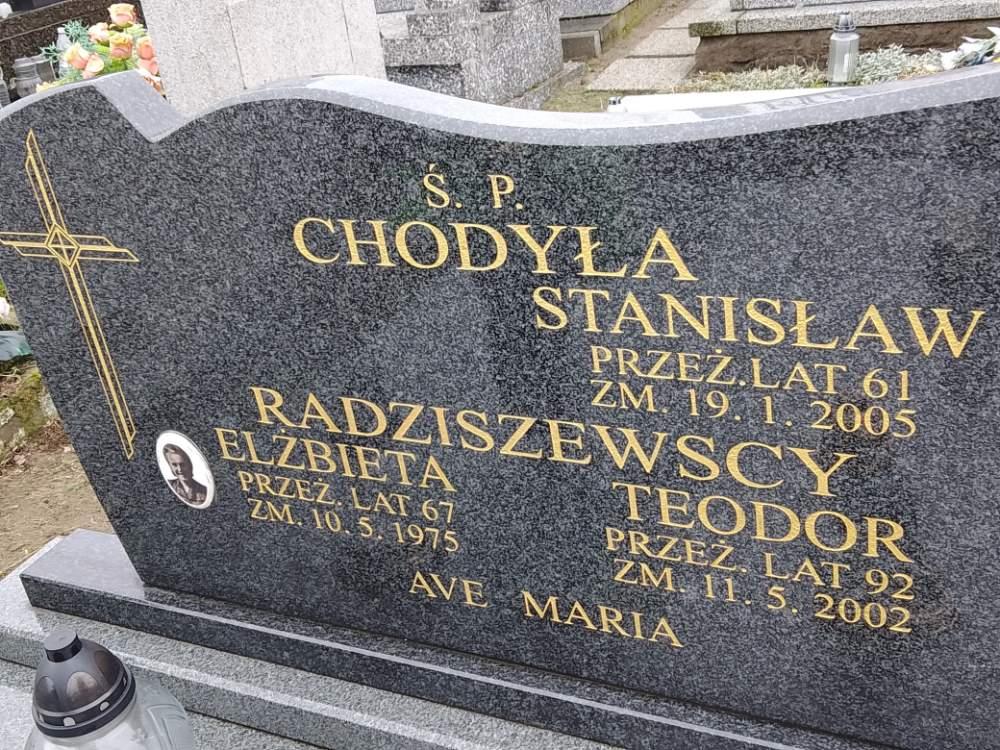 Ś. P.
CHODYŁA
STANISŁAW
PRZEŻ. LAT 61
ZM. 19. 1. 2005
RADZISZEWSCY
ELŻBIETA
PRZEŻ. LAT 67
ZM. 10. 5. 1975
TEODOR
PRZEŻ. LAT 92
ZM. 11. 5. 2002
AVE MARIA